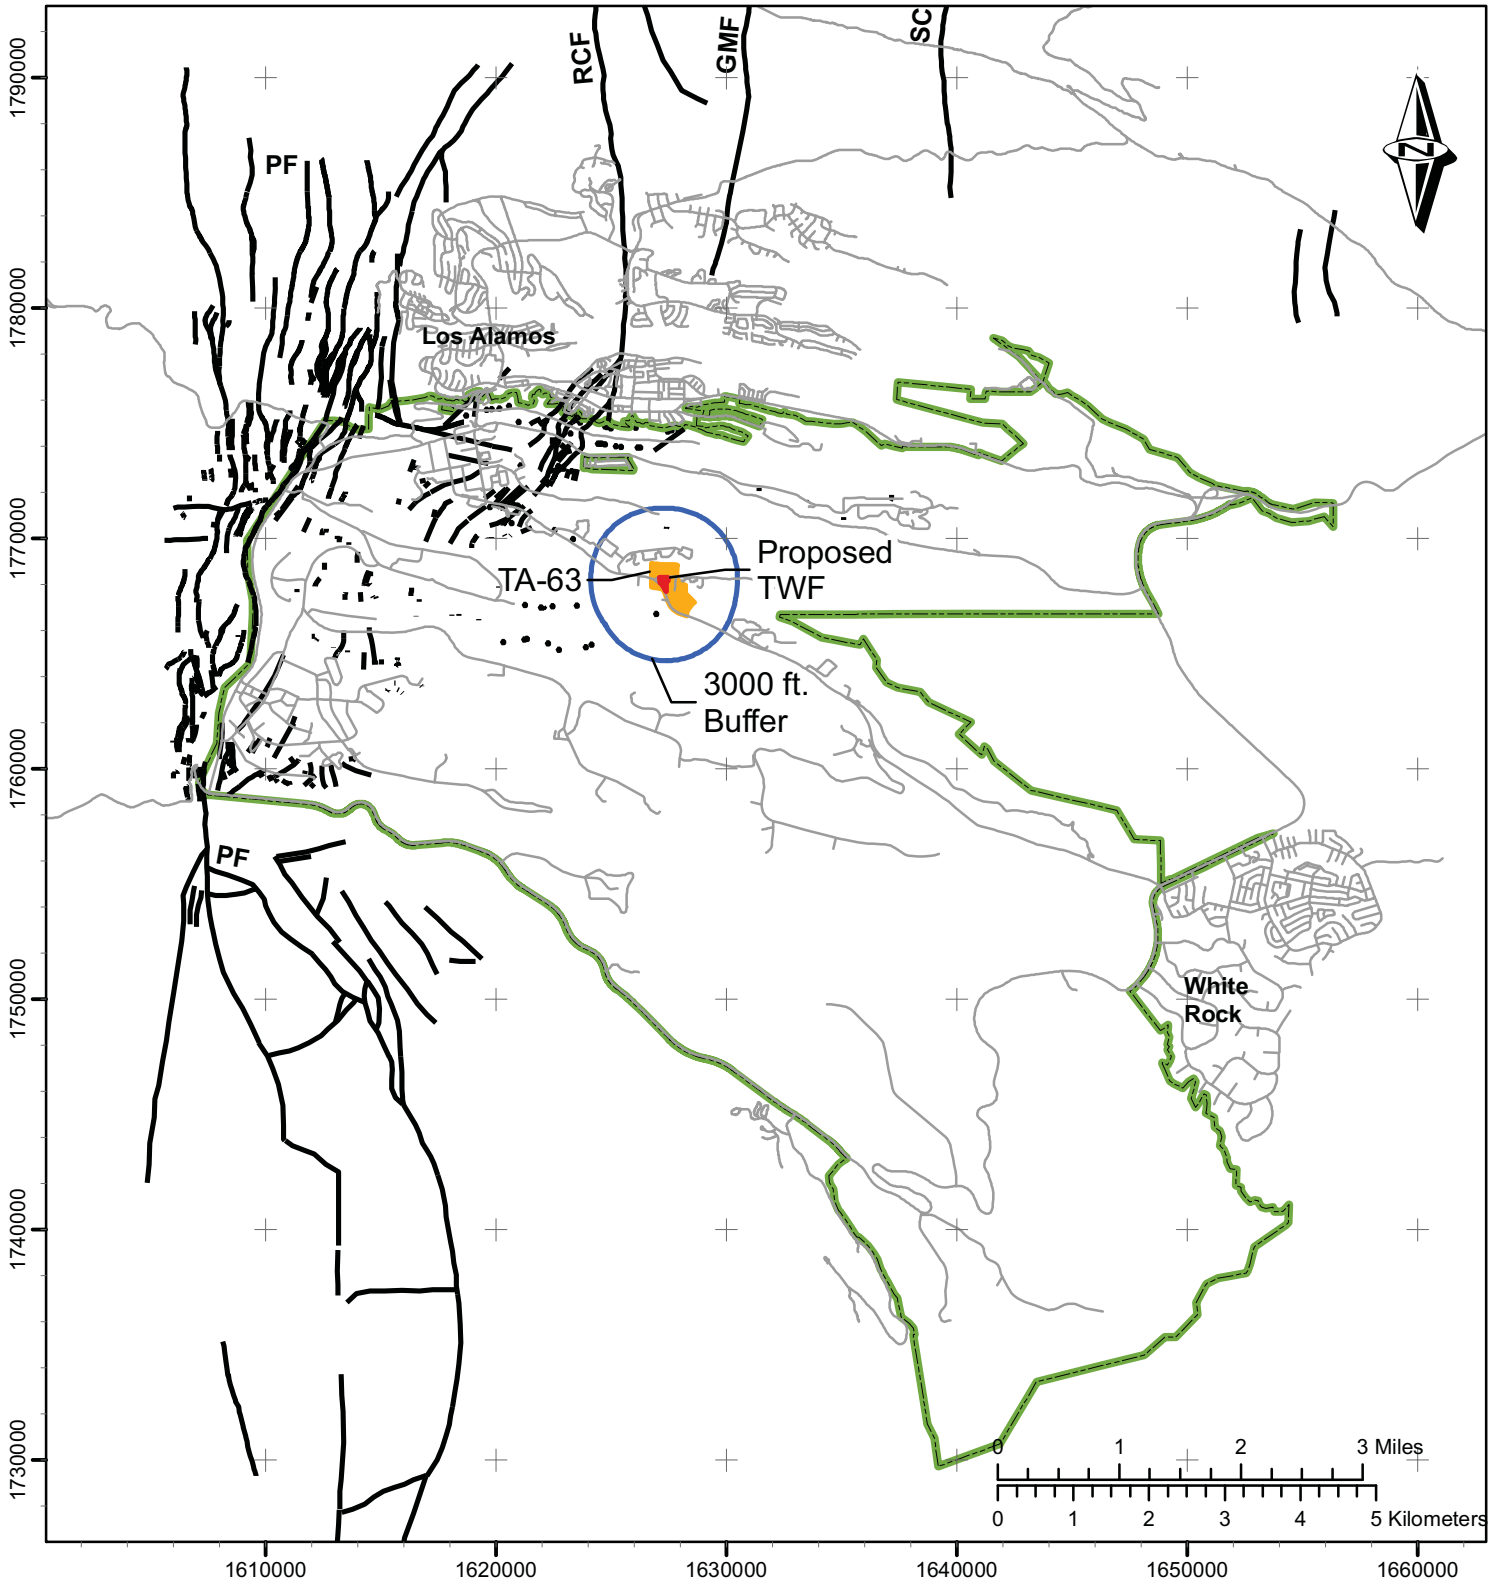 RCF
GMF
SC
N
PF
Los Alamos
TA-63
Proposed
TWF
3000 ft.
Buffer
PF
White
Rock
1790000
1780000
1770000
1760000
1750000
1740000
1730000
0 1 2 3 Miles
0 1 2 3 4 5 Kilometers
1610000 1620000 1630000 1640000 1650000 1660000